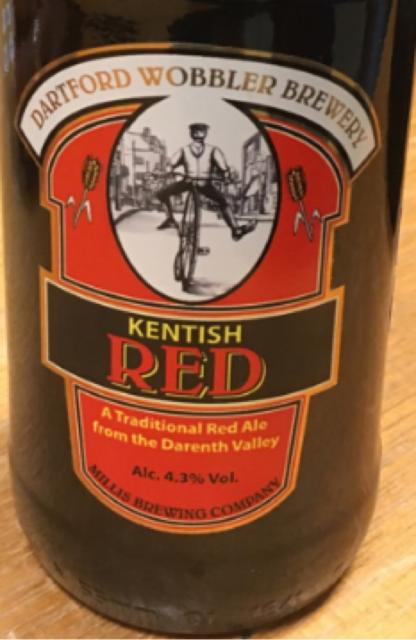 DARTFORD WOBBLER BREWERY
KENTISH
RED
A Traditional Red Ale
from the Darenth Valley
Alc. 4.3% Vol.
MILLIS BREWING COMPANY